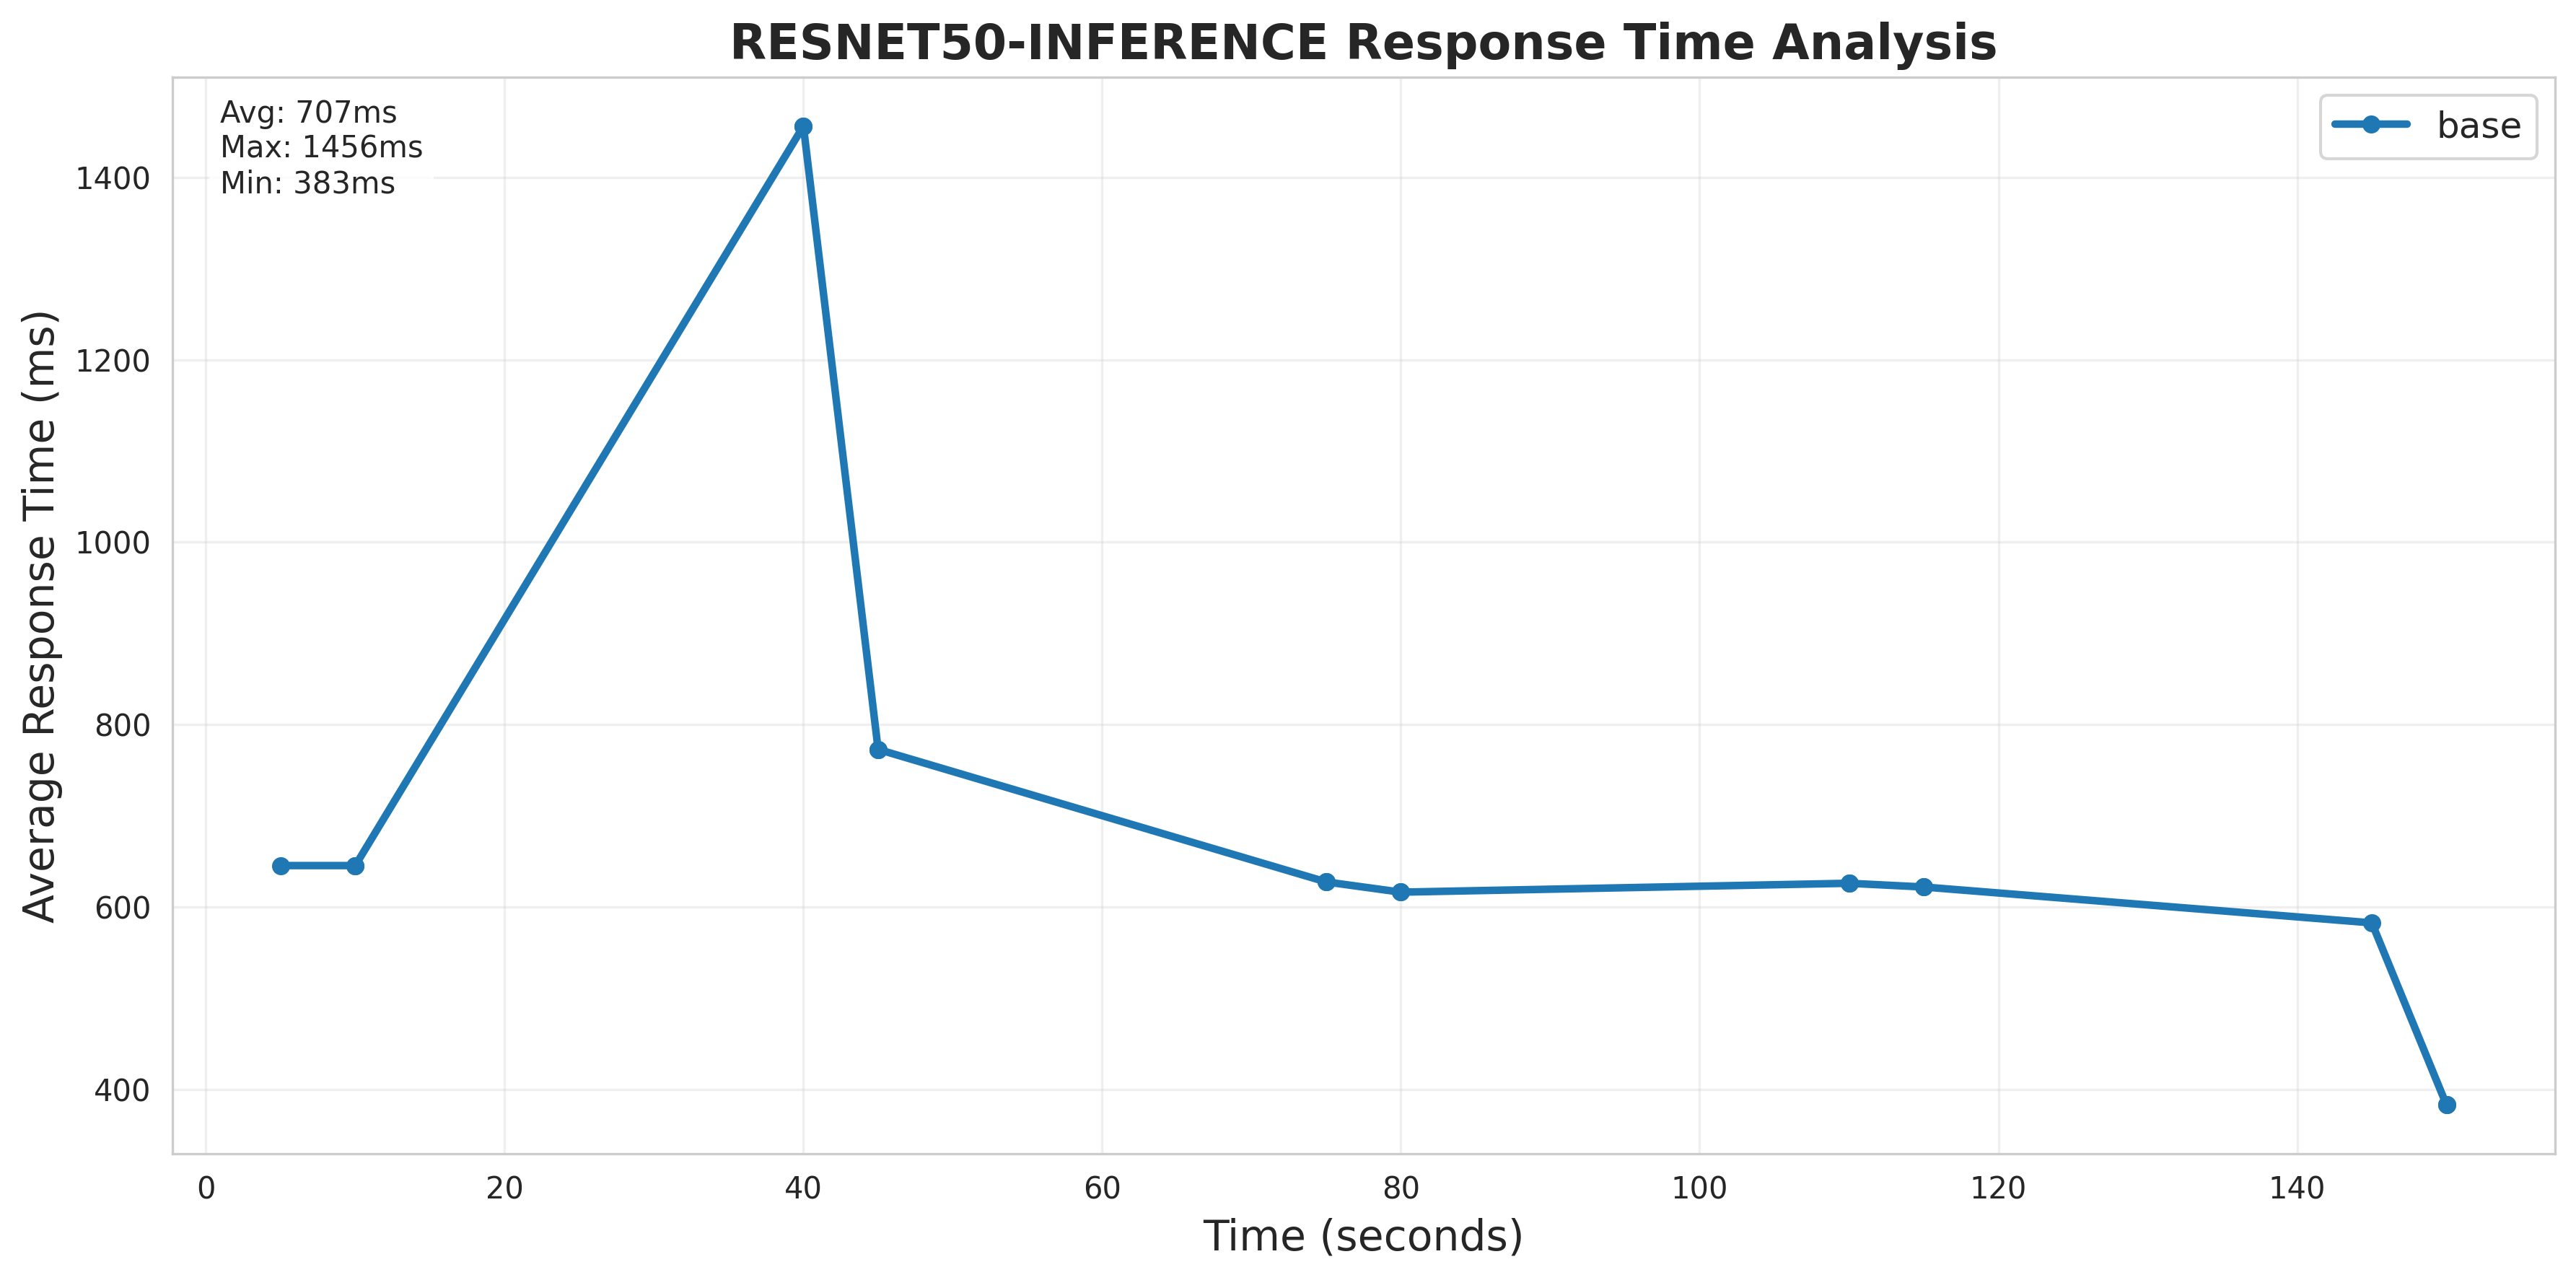 RESNET50-INFERENCE Response Time Analysis
Avg: 707ms
Max: 1456ms
Min: 383ms
base
Average Response Time (ms)
1400
1200
1000
800
600
400
0 20 40 60 80 100 120 140
Time (seconds)